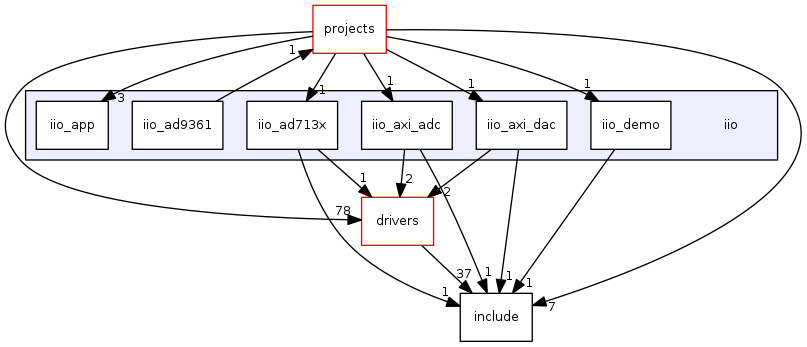 projects
1
3
1
1
1
1
iio_app
iio_ad9361
iio_ad713x
iio_axi_adc
iio_axi_dac
iio_demo
iio
1
2
2
78
drivers
37
1
1
1
1
7
include